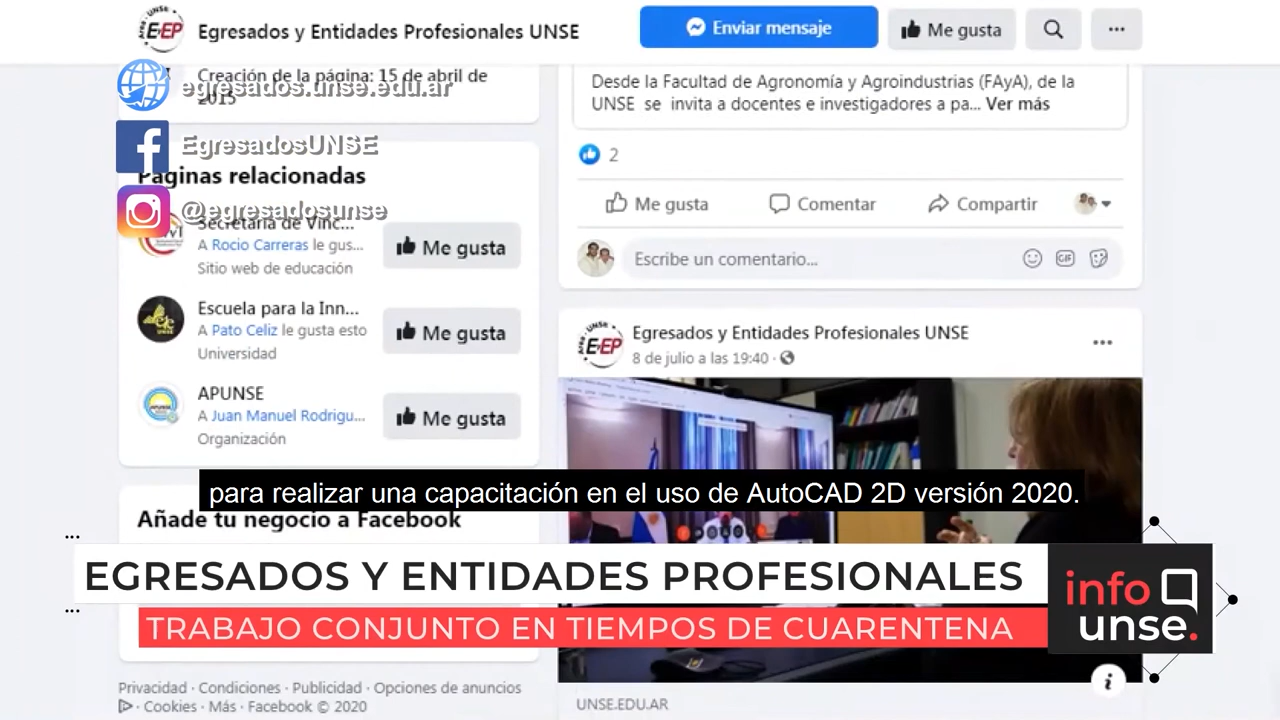 Egresados y Entidades Profesionales UNSE
Enviar mensaje
Me gusta
Creación de la página: 15 de abril de
2015
egresados.unse.edu.ar
EgresadosUNSE
@egresadosunse
Páginas relacionadas
Secretaría de Vinc...
A Rocio Carreras le gus...
Sitio web de educación
Me gusta
Escuela para la Inn...
A Pato Celiz le gusta esto
Universidad
Me gusta
APUNSE
A Juan Manuel Rodrigu...
Organización
Me gusta
Añade tu negocio a Facebook
Privacidad · Condiciones · Publicidad · Opciones de anuncios
· Cookies · Más · Facebook © 2020
Desde la Facultad de Agronomía y Agroindustrias (FAyA), de la
UNSE se invita a docentes e investigadores a pa... Ver más
2
Me gusta
Comentar
Compartir
Escribe un comentario...
GIF
Egresados y Entidades Profesionales UNSE
8 de julio a las 19:40 ·
para realizar una capacitación en el uso de AutoCAD 2D versión 2020.
EGRESADOS Y ENTIDADES PROFESIONALES
TRABAJO CONJUNTO EN TIEMPOS DE CUARENTENA
info
unse.
UNSE.EDU.AR